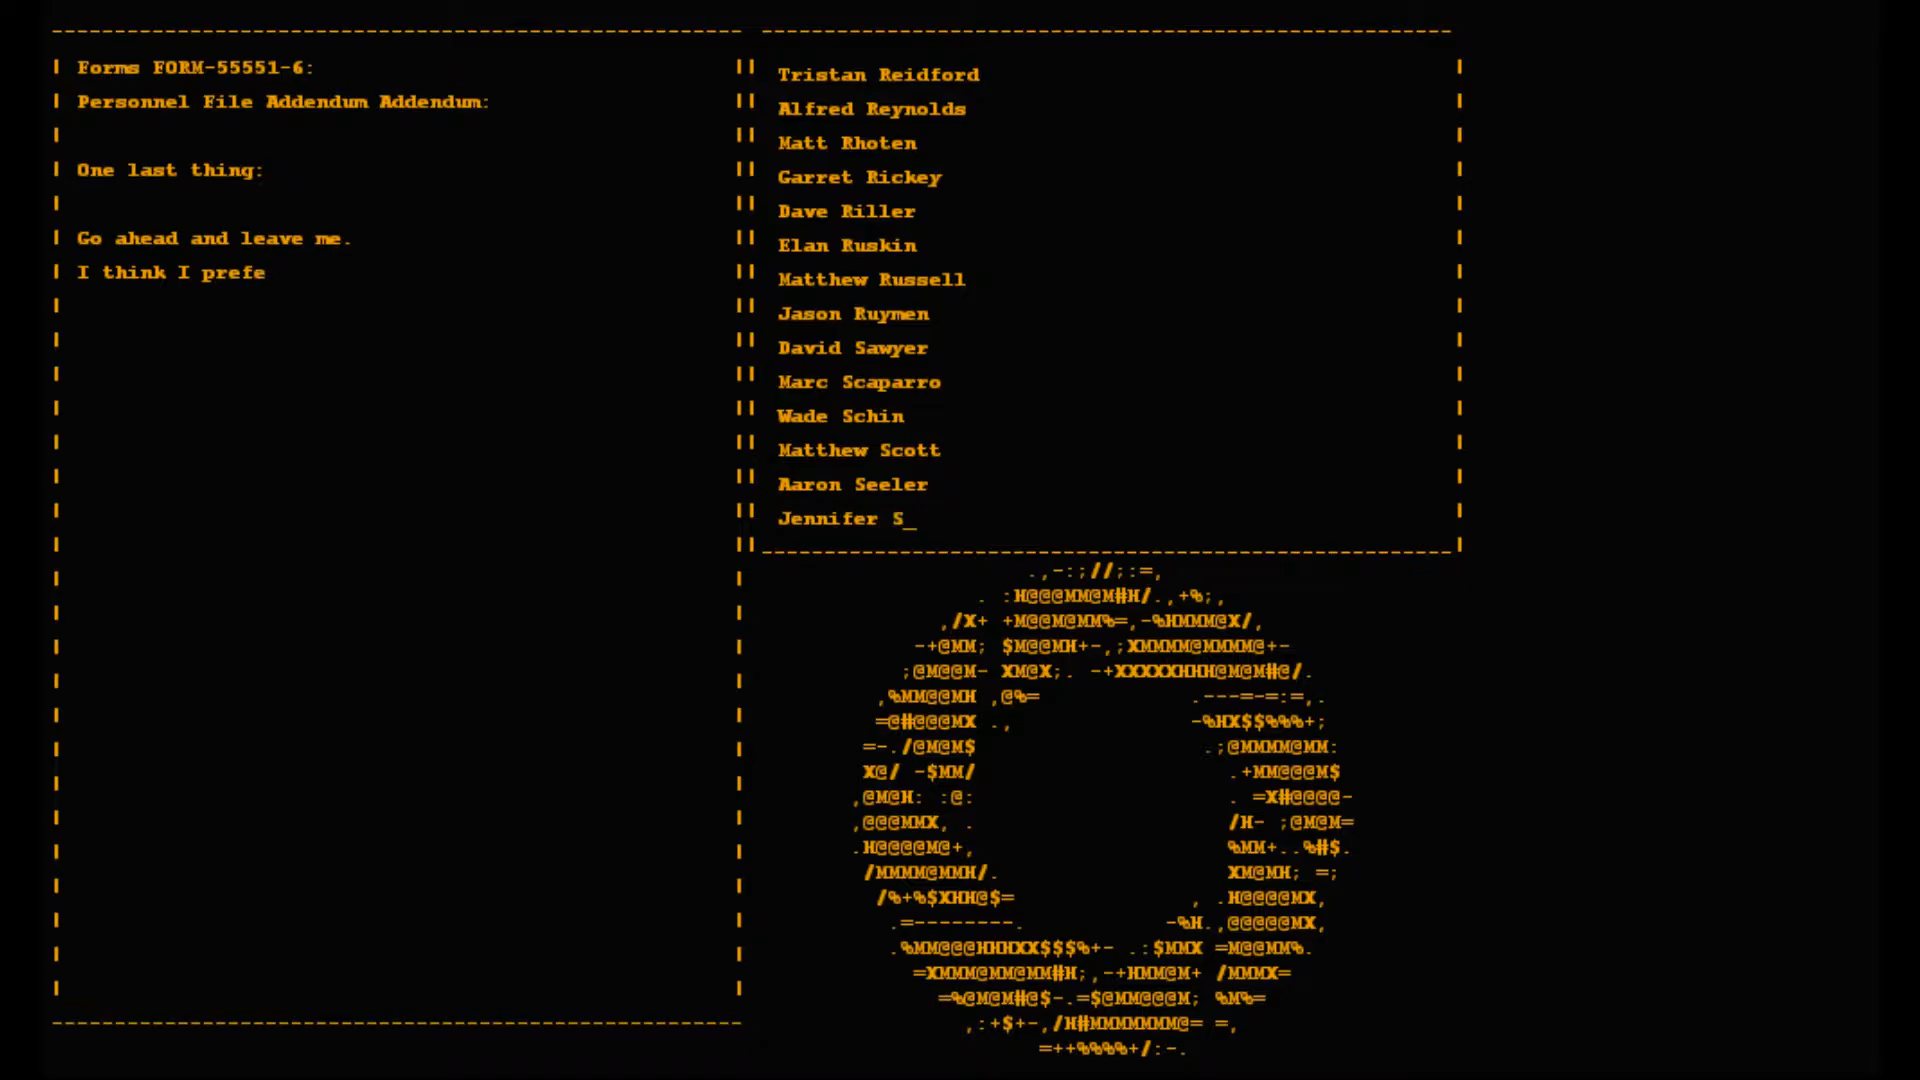 Forms FORM-55551-6:
Personnel File Addendum Addendum:
One last thing:
Go ahead and leave me.
I think I prefe
Tristan Reidford
Alfred Reynolds
Matt Rhoten
Garret Rickey
Dave Riller
Elan Ruskin
Matthew Russell
Jason Ruymen
David Sawyer
Marc Scaparro
Wade Schin
Matthew Scott
Aaron Seeler
Jennifer S_